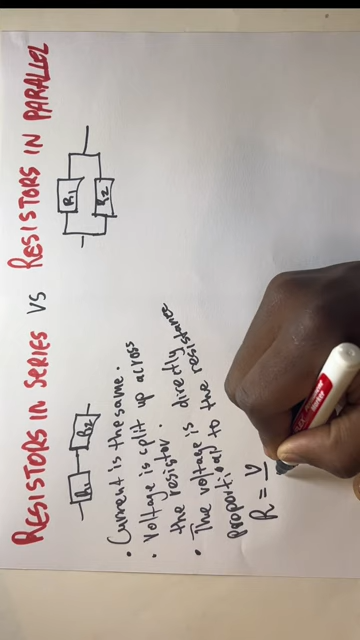 RESISTORS IN SERIES VS RESISTORS IN PARALLEL
R1
R2
R1
R2
• Current is the same.
• Voltage is split up across
the resistor.
• The voltage is directly
proportional to the resistance
R = V